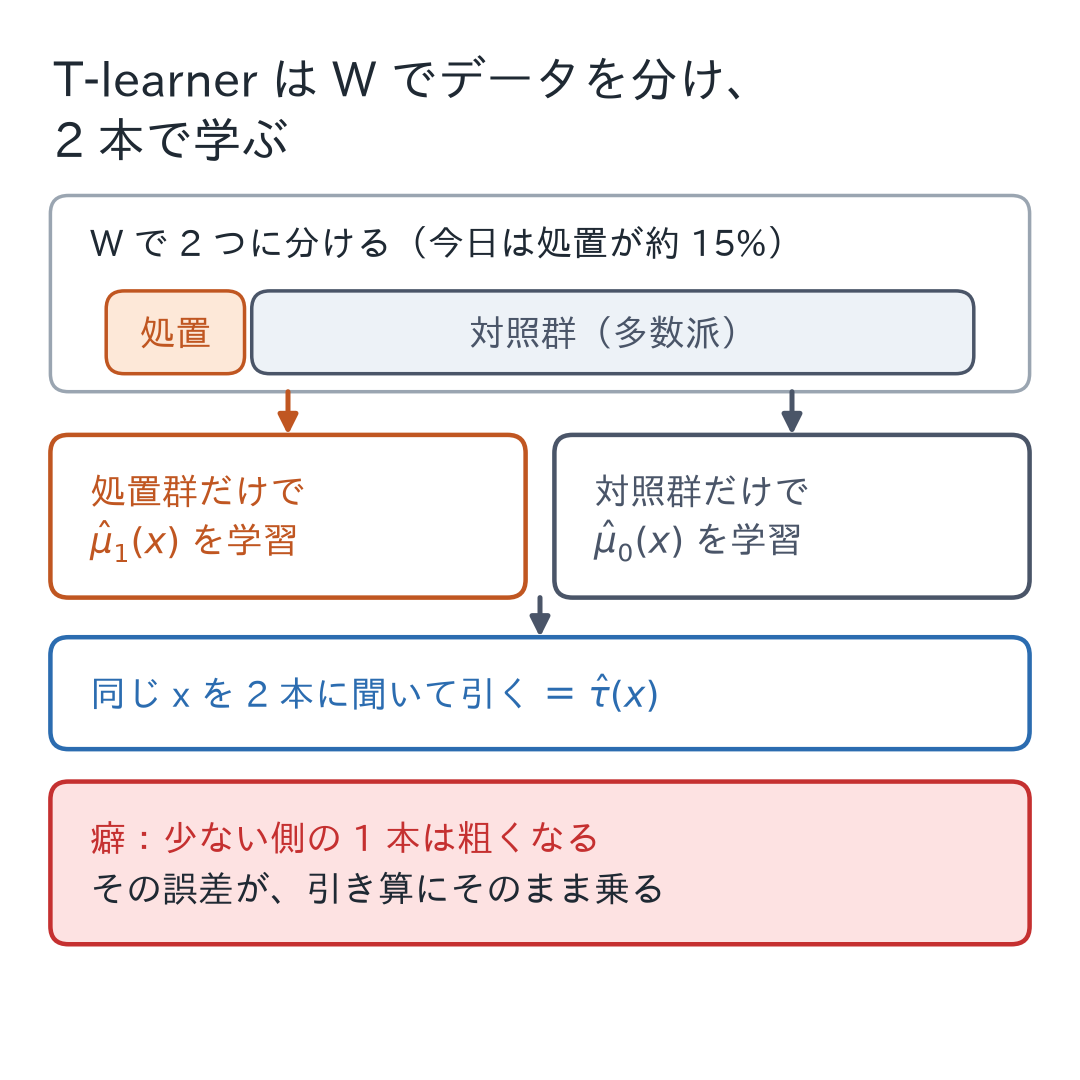 T-learner は W でデータを分け、
2 本で学ぶ
W で 2 つに分ける（今日は処置が約 15%）
処置
対照群（多数派）
処置群だけで
μ̂₁(x) を学習
対照群だけで
μ̂₀(x) を学習
同じ x を 2 本に聞いて引く ＝ τ̂(x)
癖：少ない側の 1 本は粗くなる
その誤差が、引き算にそのまま乗る